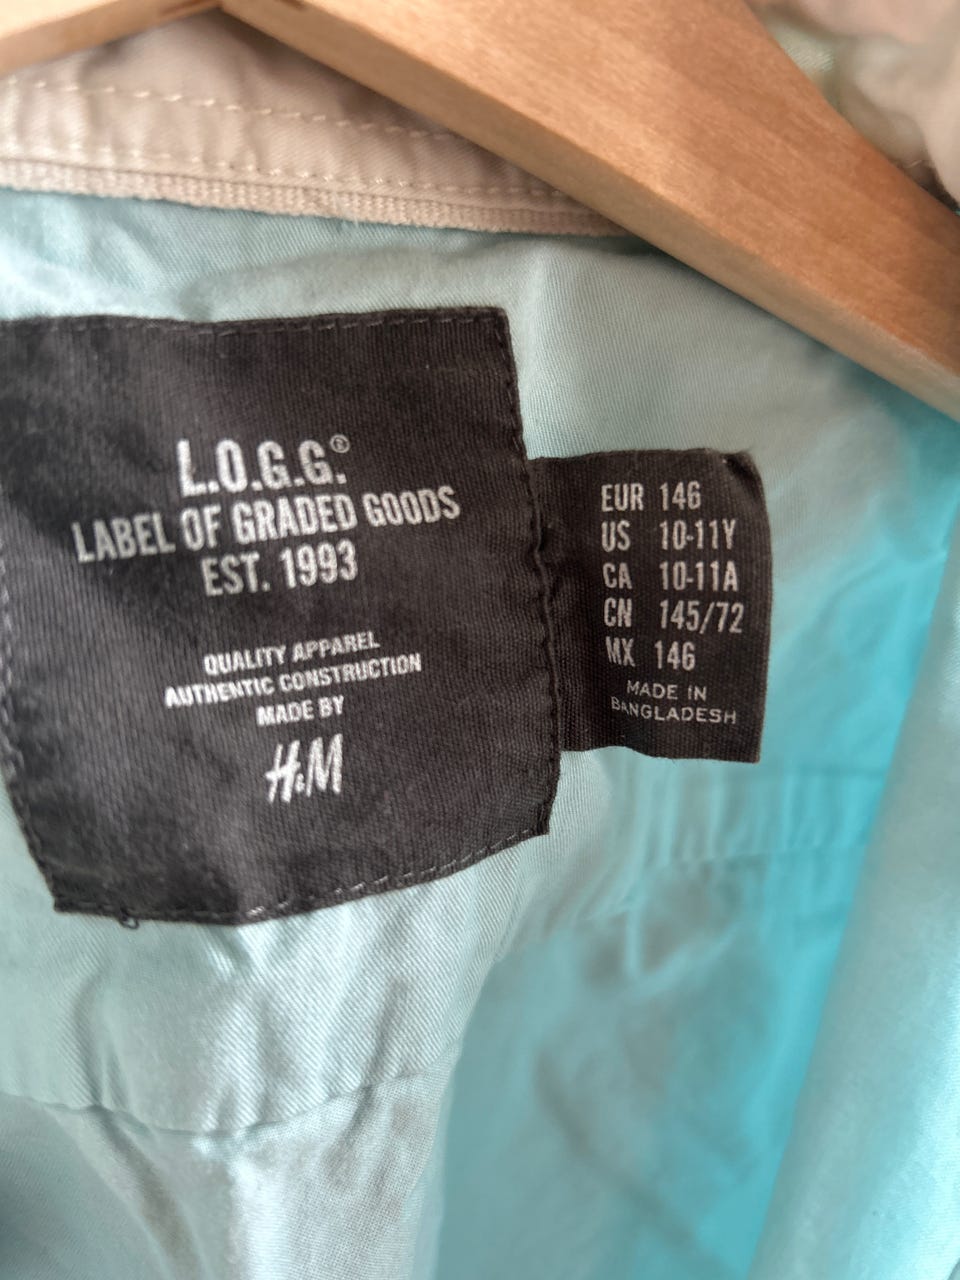 L.O.G.G.®
LABEL OF GRADED GOODS
EST. 1993
QUALITY APPAREL
AUTHENTIC CONSTRUCTION
MADE BY
H&M
EUR 146
US 10-11Y
CA 10-11A
CN 145/72
MX 146
MADE IN
BANGLADESH